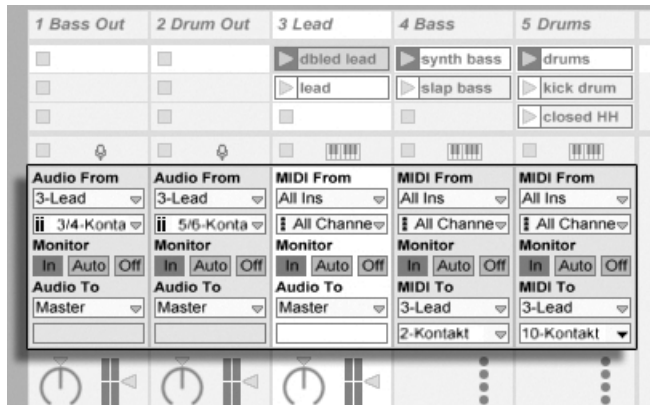 1 Bass Out 2 Drum Out 3 Lead 4 Bass 5 Drums
dbled lead synth bass drums
lead slap bass kick drum
closed HH
Audio From Audio From MIDI From MIDI From MIDI From
3-Lead 3-Lead All Ins All Ins All Ins
3/4-Konta 5/6-Konta All Channe All Channe All Channe
Monitor Monitor Monitor Monitor Monitor
In Auto Off In Auto Off In Auto Off In Auto Off In Auto Off
Audio To Audio To Audio To MIDI To MIDI To
Master Master Master 3-Lead 3-Lead
2-Kontakt 10-Kontakt